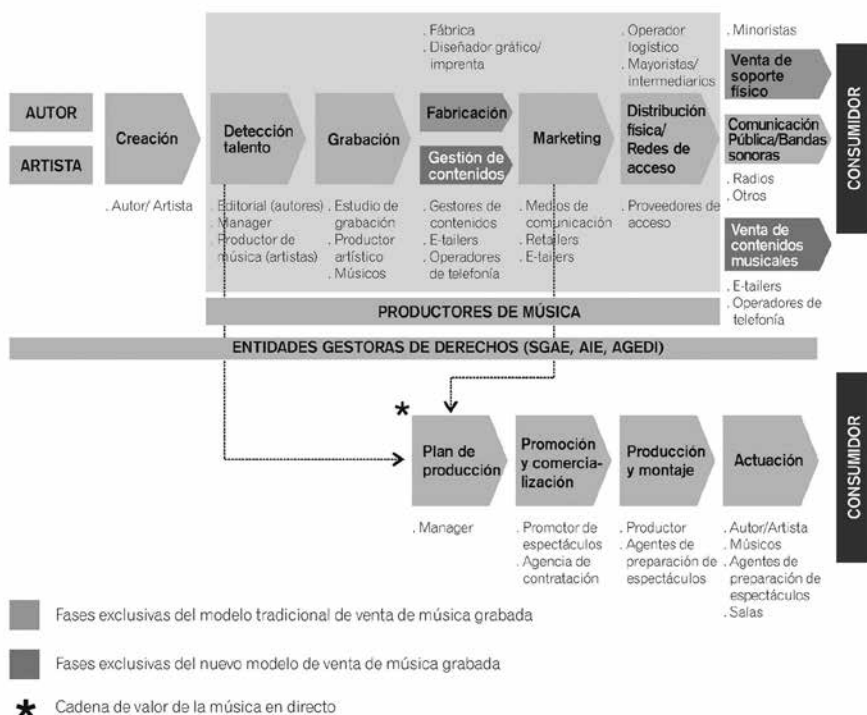 . Fábrica
. Diseñador gráfico/
imprenta
. Operador
logístico
. Mayoristas/
intermediarios
. Minoristas
AUTOR
ARTISTA
Creación
. Autor/ Artista
Detección
talento
. Editorial (autores)
. Manager
. Productor de
música (artistas)
Grabación
. Estudio de
grabación
. Productor
artístico
. Músicos
Fabricación
Gestión de
contenidos
. Gestores de
contenidos
. E-tailers
. Operadores
de telefonía
Marketing
. Medios de
comunicación
. Retailers
. E-tailers
Distribución
física/
Redes de
acceso
. Proveedores de
acceso
Venta de
soporte
físico
Comunicación
Pública/Bandas
sonoras
. Radios
. Otros
Venta de
contenidos
musicales
. E-tailers
. Operadores de
telefonía
CONSUMIDOR
PRODUCTORES DE MÚSICA
ENTIDADES GESTORAS DE DERECHOS (SGAE, AIE, AGEDI)
*
Plan de
producción
. Manager
Promoción
y comercia-
lización
. Promotor de
espectáculos
. Agencia de
contratación
Producción
y montaje
. Productor
. Agentes de
preparación de
espectáculos
Actuación
. Autor/Artista
. Músicos
. Agentes de
preparación de
espectáculos
. Salas
CONSUMIDOR
Fases exclusivas del modelo tradicional de venta de música grabada
Fases exclusivas del nuevo modelo de venta de música grabada
* Cadena de valor de la música en directo